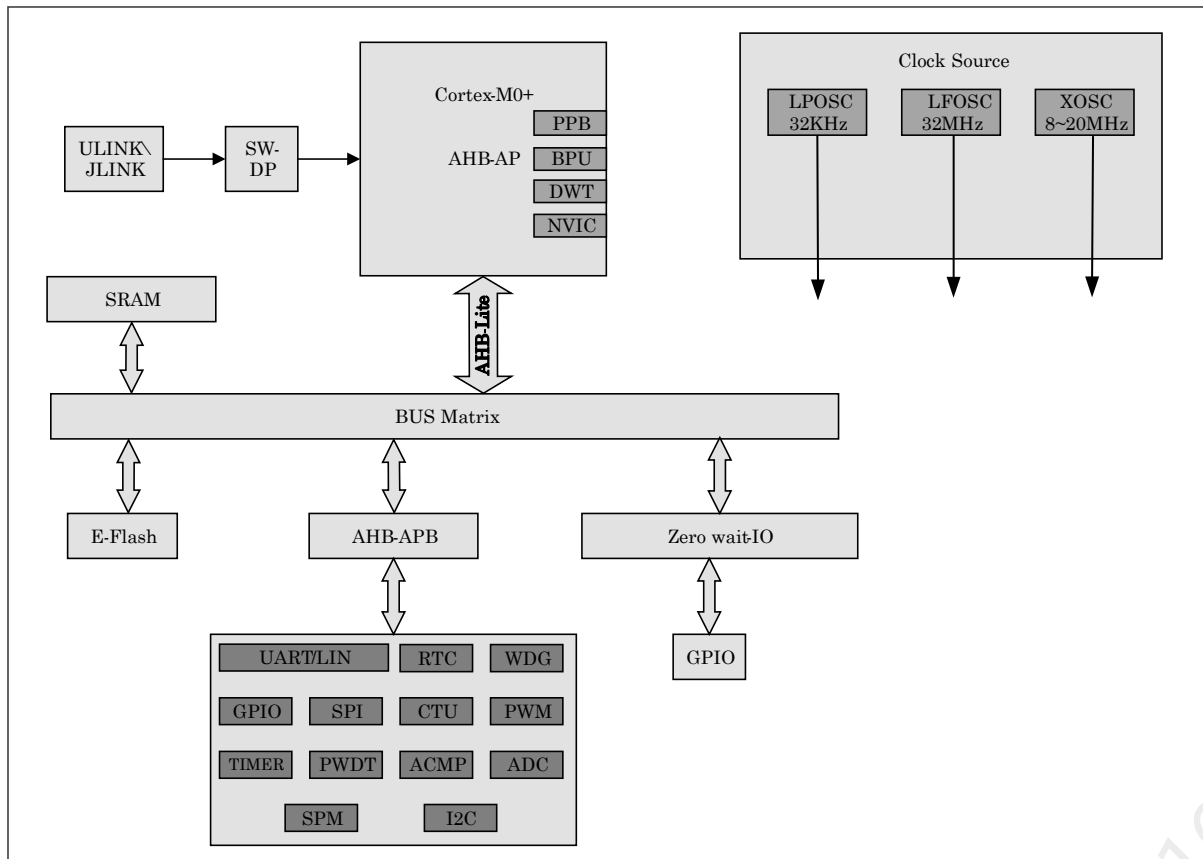 Cortex-M0+
PPB
AHB-AP
BPU
DWT
NVIC
ULINK\
JLINK
SW-
DP
Clock Source
LPOSC
32KHz
LFOSC
32MHz
XOSC
8~20MHz
SRAM
AHB-Lite
BUS Matrix
E-Flash
AHB-APB
Zero wait-IO
UART/LIN
RTC
WDG
GPIO
GPIO
SPI
CTU
PWM
TIMER
PWDT
ACMP
ADC
SPM
I2C